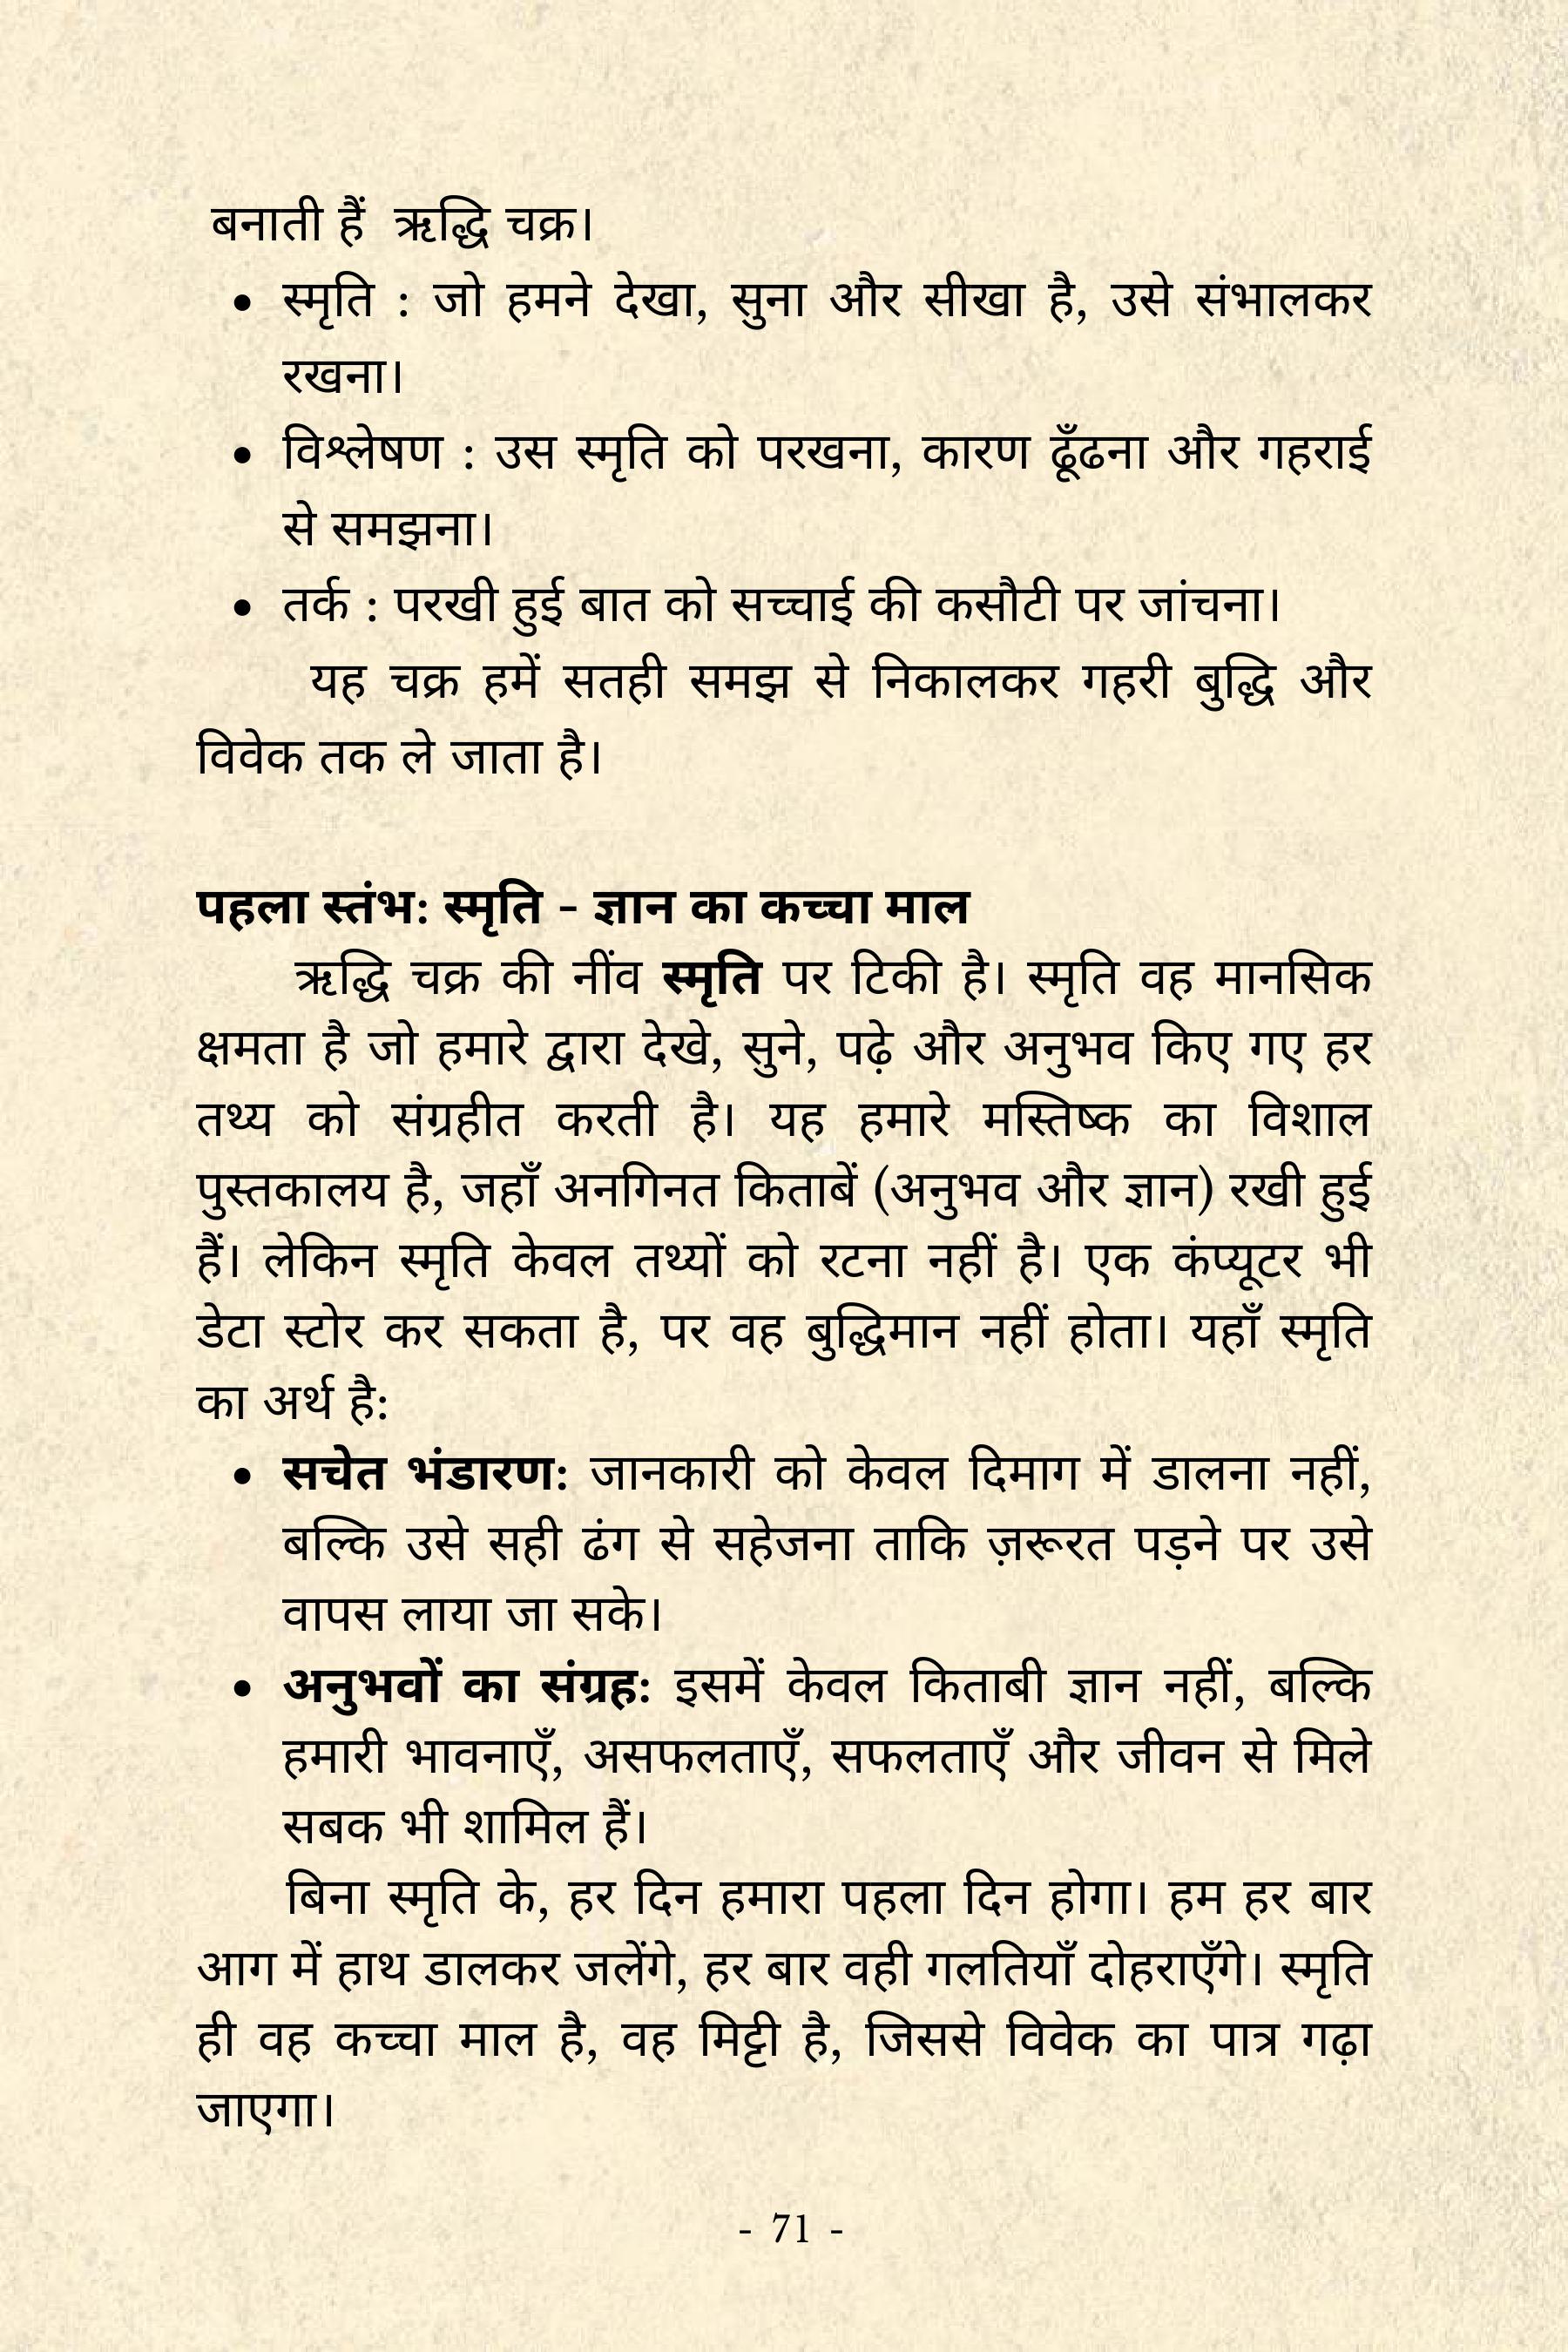 बनाती हैं  ऋद्धि चक्र।
• स्मृति : जो हमने देखा, सुना और सीखा है, उसे संभालकर
रखना।
• विश्लेषण : उस स्मृति को परखना, कारण ढूँढना और गहराई
से समझना।
• तर्क : परखी हुई बात को सच्चाई की कसौटी पर जांचना।
यह चक्र हमें सतही समझ से निकालकर गहरी बुद्धि और
विवेक तक ले जाता है।
पहला स्तंभ: स्मृति - ज्ञान का कच्चा माल
ऋद्धि चक्र की नींव स्मृति पर टिकी है। स्मृति वह मानसिक
क्षमता है जो हमारे द्वारा देखे, सुने, पढ़े और अनुभव किए गए हर
तथ्य को संग्रहीत करती है। यह हमारे मस्तिष्क का विशाल
पुस्तकालय है, जहाँ अनगिनत किताबें (अनुभव और ज्ञान) रखी हुई
हैं। लेकिन स्मृति केवल तथ्यों को रटना नहीं है। एक कंप्यूटर भी
डेटा स्टोर कर सकता है, पर वह बुद्धिमान नहीं होता। यहाँ स्मृति
का अर्थ है:
• सचेत भंडारण: जानकारी को केवल दिमाग में डालना नहीं,
बल्कि उसे सही ढंग से सहेजना ताकि ज़रूरत पड़ने पर उसे
वापस लाया जा सके।
• अनुभवों का संग्रह: इसमें केवल किताबी ज्ञान नहीं, बल्कि
हमारी भावनाएँ, असफलताएँ, सफलताएँ और जीवन से मिले
सबक भी शामिल हैं।
बिना स्मृति के, हर दिन हमारा पहला दिन होगा। हम हर बार
आग में हाथ डालकर जलेंगे, हर बार वही गलतियाँ दोहराएँगे। स्मृति
ही वह कच्चा माल है, वह मिट्टी है, जिससे विवेक का पात्र गढ़ा
जाएगा।
- 71 -